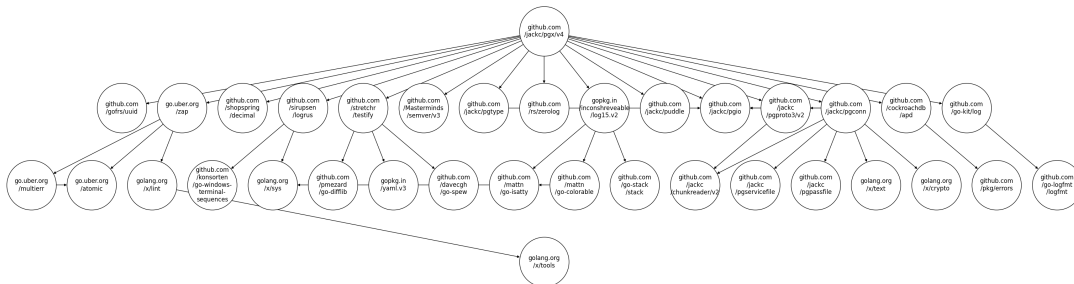 github.com
/jackc/pgx/v4
github.com
/gofrs/uuid
go.uber.org
/zap
github.com
/shopspring
/decimal
github.com
/sirupsen
/logrus
github.com
/stretchr
/testify
github.com
/Masterminds
/semver/v3
github.com
/jackc/pgtype
github.com
/rs/zerolog
gopkg.in
/inconshreveable
/log15.v2
github.com
/jackc/puddle
github.com
/jackc/pgio
github.com
/jackc
/pgproto3/v2
github.com
/jackc/pgconn
github.com
/cockroachdb
/apd
github.com
/go-kit/log
go.uber.org
/multierr
go.uber.org
/atomic
golang.org
/x/lint
github.com
/konsorten
/go-windows-
terminal-
sequences
golang.org
/x/sys
github.com
/pmezard
/go-difflib
gopkg.in
/yaml.v3
github.com
/davecgh
/go-spew
github.com
/mattn
/go-isatty
github.com
/mattn
/go-colorable
github.com
/go-stack
/stack
github.com
/jackc
/chunkreader/v2
github.com
/jackc
/pgservicefile
github.com
/jackc
/pgpassfile
golang.org
/x/text
golang.org
/x/crypto
github.com
/pkg/errors
github.com
/go-logfmt
/logfmt
golang.org
/x/tools